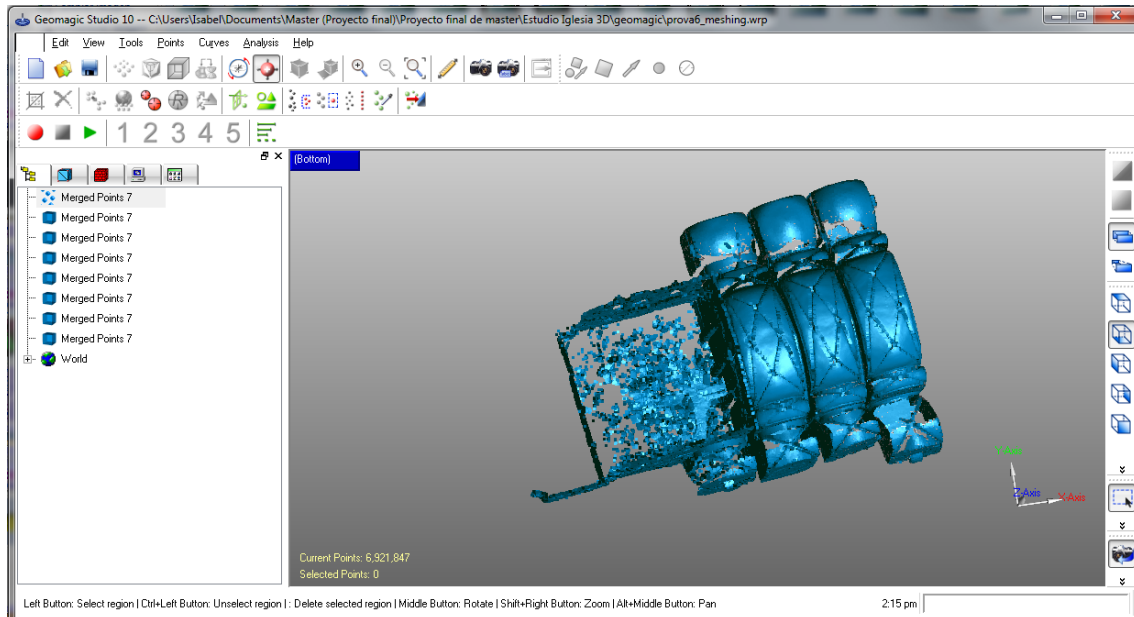 Geomagic Studio 10 -- C:\Users\Isabel\Documents\Master (Proyecto final)\Proyecto final de master\Estudio Iglesia 3D\geomagic\prova6_meshing.wrp
Edit View Tools Points Curves Analysis Help
1 2 3 4 5
(Bottom)
Merged Points 7
Merged Points 7
Merged Points 7
Merged Points 7
Merged Points 7
Merged Points 7
Merged Points 7
Merged Points 7
World
Y-Axis
Z-Axis
X-Axis
Current Points: 6,921,847
Selected Points: 0
Left Button: Select region | Ctrl+Left Button: Unselect region | : Delete selected region | Middle Button: Rotate | Shift+Right Button: Zoom | Alt+Middle Button: Pan
2:15 pm